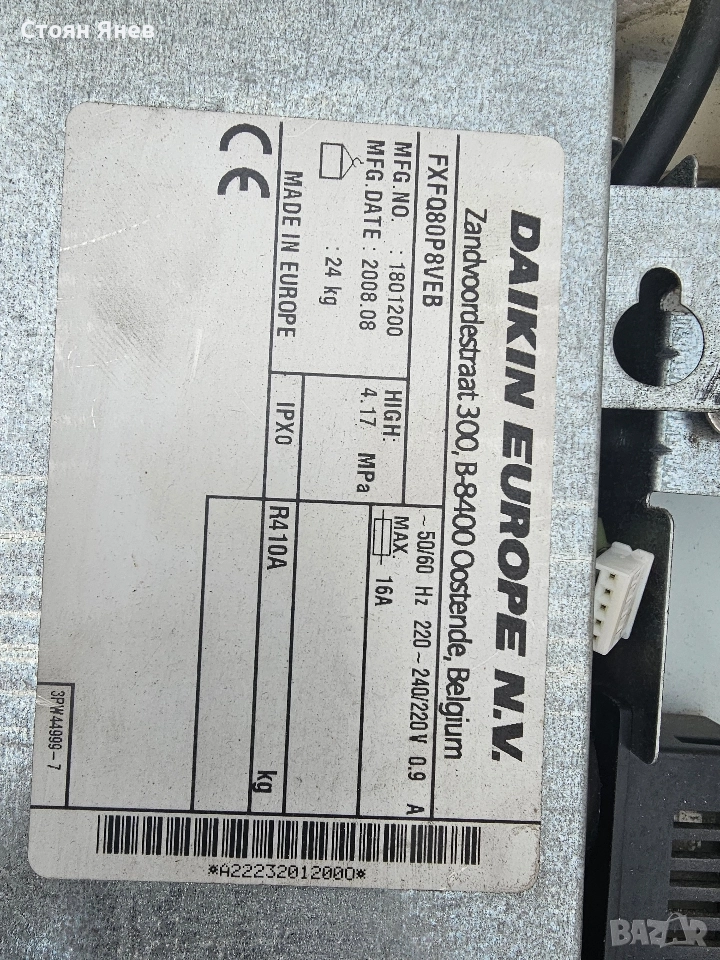 Стоян Янев
DAIKIN EUROPE N.V.
Zandvoordestraat 300, B-8400 Oostende, Belgium
FXFQ80P8VEB
~ 50/60 Hz 220 ~ 240/220 V 0.9 A
MFG.NO. : 1801200
MFG.DATE : 2008.08
HIGH:
4.17 MPa
MAX.
16A
: 24 kg
MADE IN EUROPE
IPX0
R410A
kg
CE
3PW44999-7
*A22232012000*
BAZAR